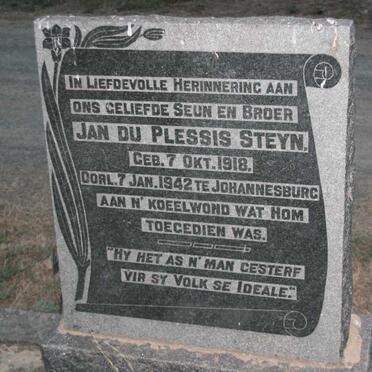 In Liefdevolle Herinnering aan
ons geliefde Seun en Broer
Jan du Plessis Steyn.
Geb. 7 Okt. 1918.
Oorl. 7 Jan. 1942 te Johannesburg
aan n' koeelwond wat hom
toegedien was.
"Hy het as n' man gesterf
vir sy Volk se Ideale."